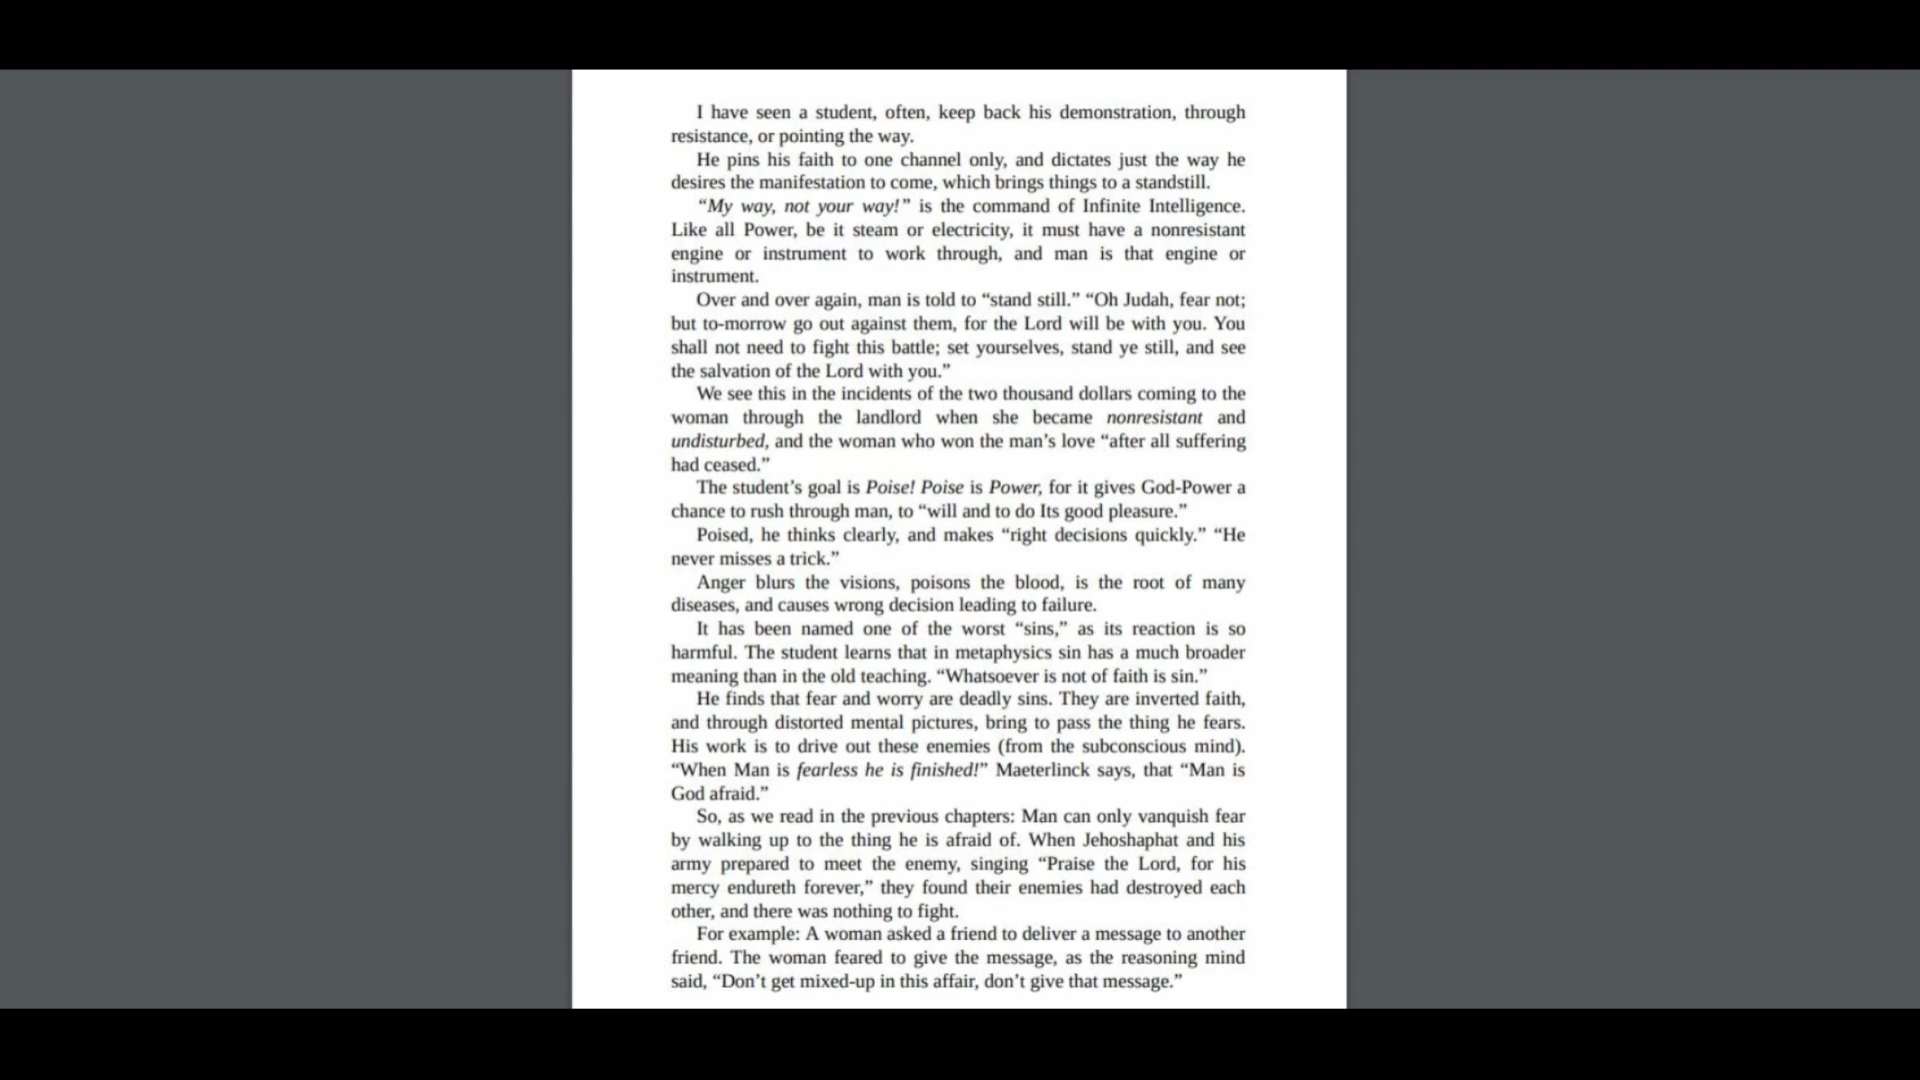 I have seen a student, often, keep back his demonstration, through
resistance, or pointing the way.
He pins his faith to one channel only, and dictates just the way he
desires the manifestation to come, which brings things to a standstill.
“My way, not your way!” is the command of Infinite Intelligence.
Like all Power, be it steam or electricity, it must have a nonresistant
engine or instrument to work through, and man is that engine or
instrument.
Over and over again, man is told to “stand still.” “Oh Judah, fear not;
but to-morrow go out against them, for the Lord will be with you. You
shall not need to fight this battle; set yourselves, stand ye still, and see
the salvation of the Lord with you.”
We see this in the incidents of the two thousand dollars coming to the
woman through the landlord when she became nonresistant and
undisturbed, and the woman who won the man’s love “after all suffering
had ceased.”
The student’s goal is Poise! Poise is Power, for it gives God-Power a
chance to rush through man, to “will and to do Its good pleasure.”
Poised, he thinks clearly, and makes “right decisions quickly.” “He
never misses a trick.”
Anger blurs the visions, poisons the blood, is the root of many
diseases, and causes wrong decision leading to failure.
It has been named one of the worst “sins,” as its reaction is so
harmful. The student learns that in metaphysics sin has a much broader
meaning than in the old teaching. “Whatsoever is not of faith is sin.”
He finds that fear and worry are deadly sins. They are inverted faith,
and through distorted mental pictures, bring to pass the thing he fears.
His work is to drive out these enemies (from the subconscious mind).
“When Man is fearless he is finished!” Maeterlinck says, that “Man is
God afraid.”
So, as we read in the previous chapters: Man can only vanquish fear
by walking up to the thing he is afraid of. When Jehoshaphat and his
army prepared to meet the enemy, singing “Praise the Lord, for his
mercy endureth forever,” they found their enemies had destroyed each
other, and there was nothing to fight.
For example: A woman asked a friend to deliver a message to another
friend. The woman feared to give the message, as the reasoning mind
said, “Don’t get mixed-up in this affair, don’t give that message.”